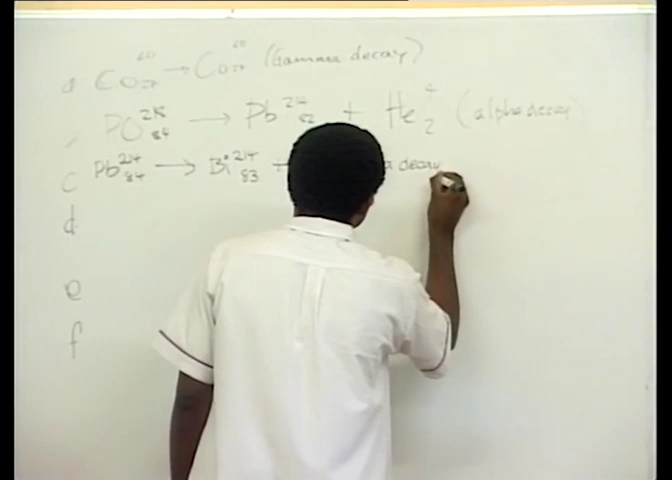 a Co 60 27 → Co 60 27 (Gamma decay)
Po 218 84 → Pb 214 82 + He 4 2 (alpha decay)
c Pb 214 84 → Bi 214 83 + a decay
d
e
f